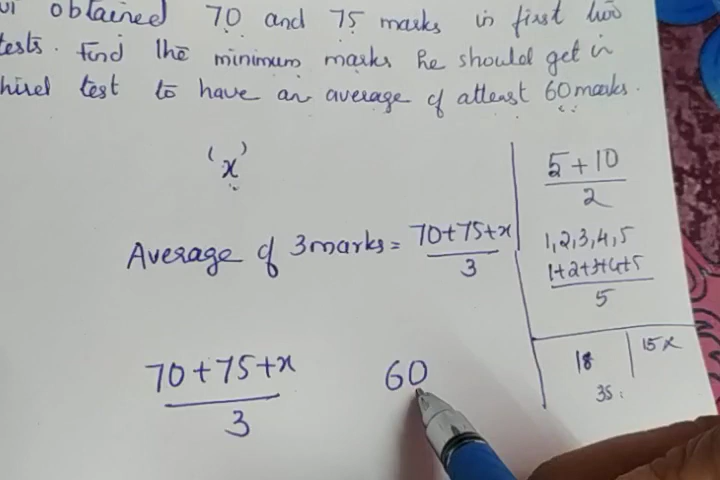 obtained 70 and 75 marks in first two
tests. Find the minimum marks he should get in
test to have an average of atleast 60 marks.
'x'
Average of 3marks = 70+75+x
3
70+75+x
3
60
5+10
2
1,2,3,4,5
1+2+3+4+5
5
18
15x
35